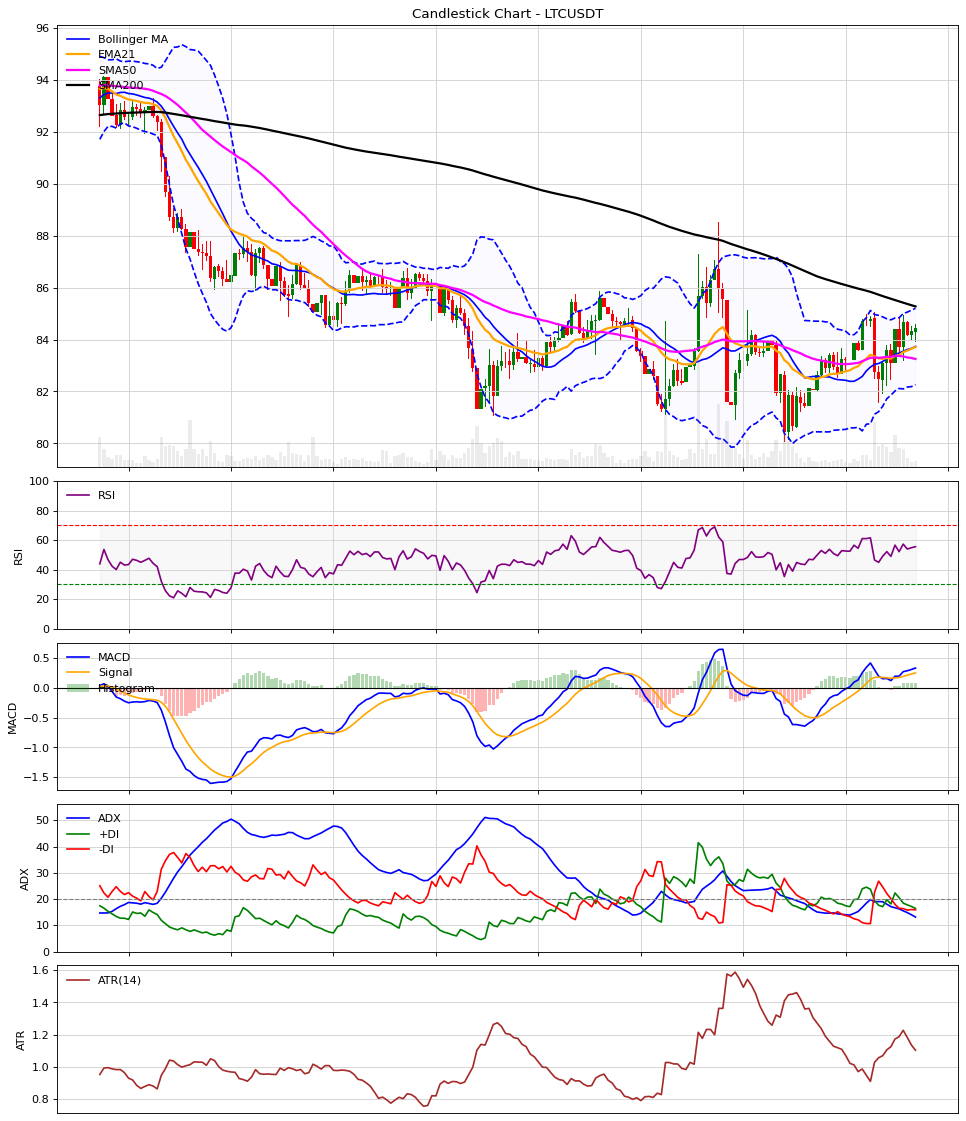 Candlestick Chart - LTCUSDT
96
94
92
90
88
86
84
82
80
Bollinger MA
EMA21
SMA50
SMA200
100
80
60
40
20
0
RSI
RSI
0.5
0.0
−0.5
−1.0
−1.5
MACD
MACD
Signal
Histogram
50
40
30
20
10
0
ADX
ADX
+DI
-DI
1.6
1.4
1.2
1.0
0.8
ATR
ATR(14)